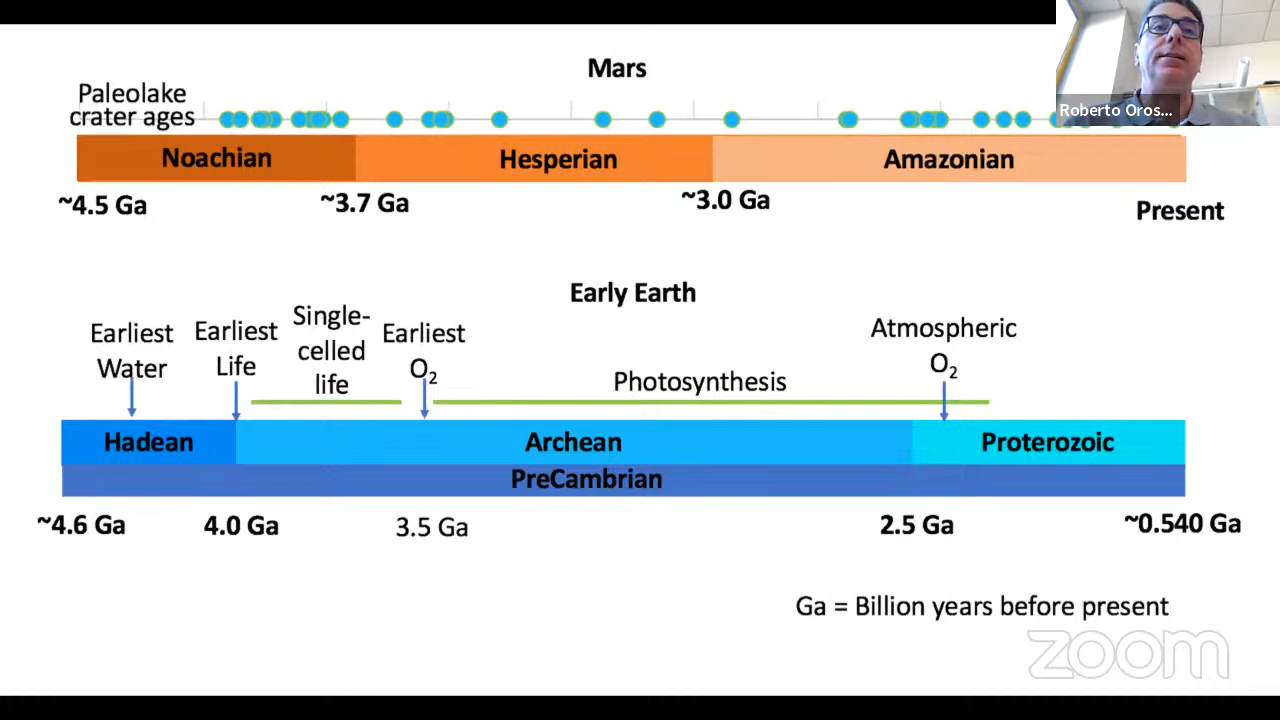 Mars
Roberto Oros...
Paleolake
crater ages
Noachian
Hesperian
Amazonian
~4.5 Ga
~3.7 Ga
~3.0 Ga
Present
Early Earth
Earliest
Water
Earliest
Life
Single-
celled
life
Earliest
O₂
Photosynthesis
Atmospheric
O₂
Hadean
Archean
Proterozoic
PreCambrian
~4.6 Ga
4.0 Ga
3.5 Ga
2.5 Ga
~0.540 Ga
Ga = Billion years before present
zoom